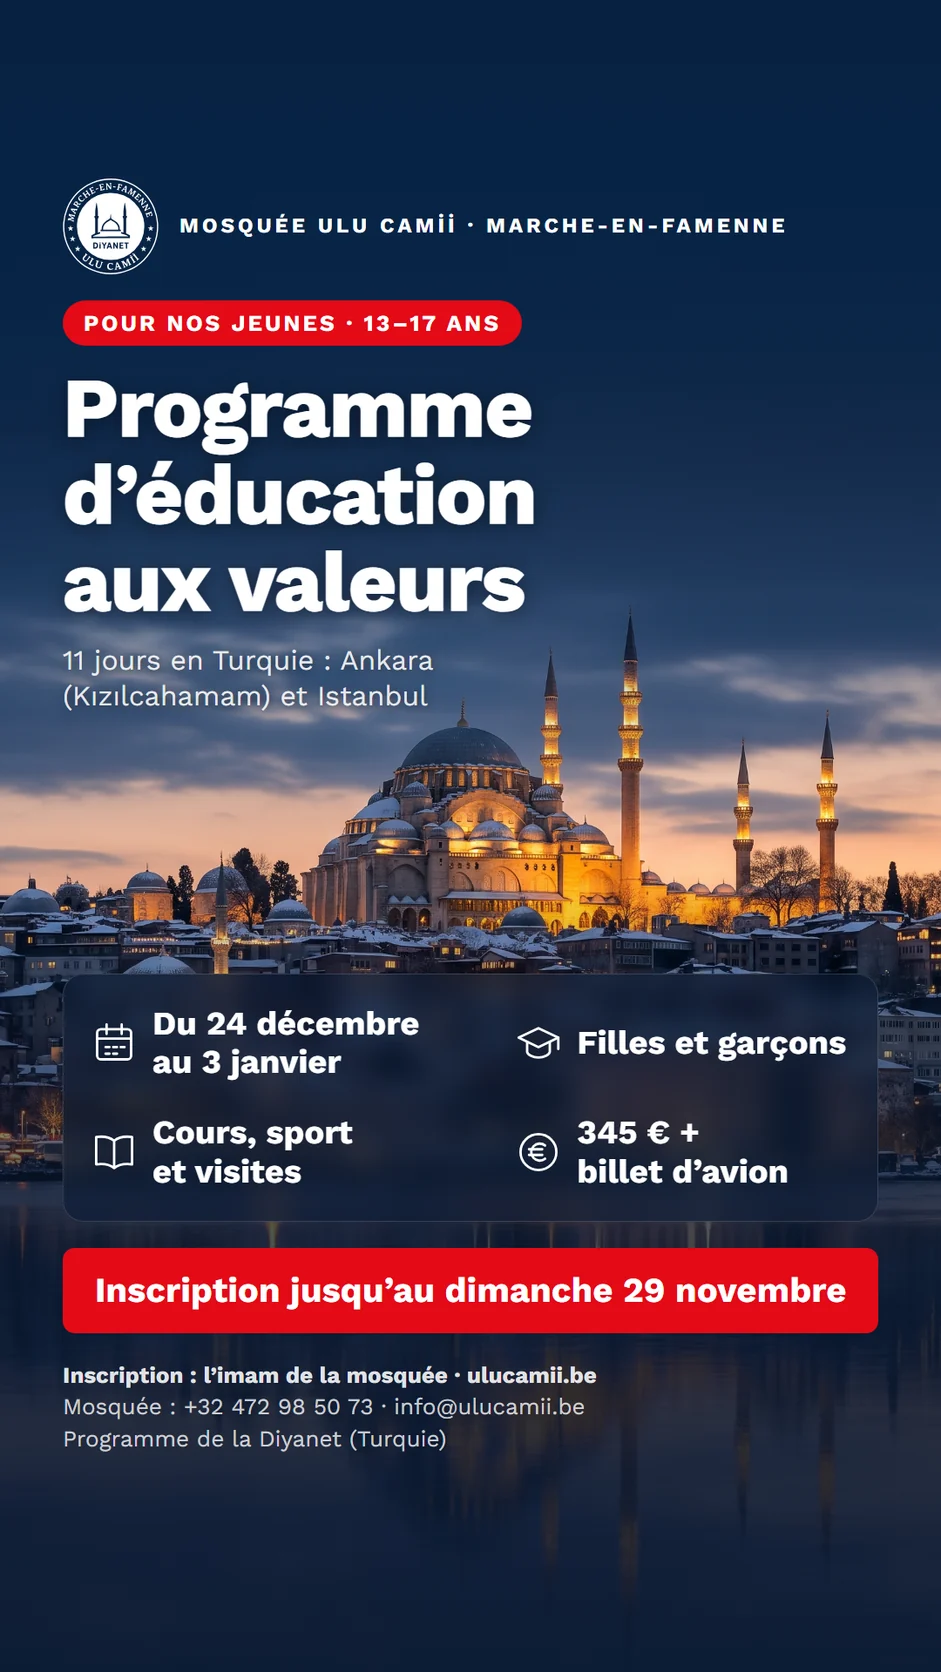 MARCHE-EN-FAMENNE
DİYANET
ULU CAMİİ
MOSQUÉE ULU CAMİİ · MARCHE-EN-FAMENNE
POUR NOS JEUNES · 13–17 ANS
Programme
d’éducation
aux valeurs
11 jours en Turquie : Ankara
(Kızılcahamam) et Istanbul
Du 24 décembre
au 3 janvier
Filles et garçons
Cours, sport
et visites
345 € +
billet d’avion
Inscription jusqu’au dimanche 29 novembre
Inscription : l’imam de la mosquée · ulucamii.be
Mosquée : +32 472 98 50 73 · info@ulucamii.be
Programme de la Diyanet (Turquie)